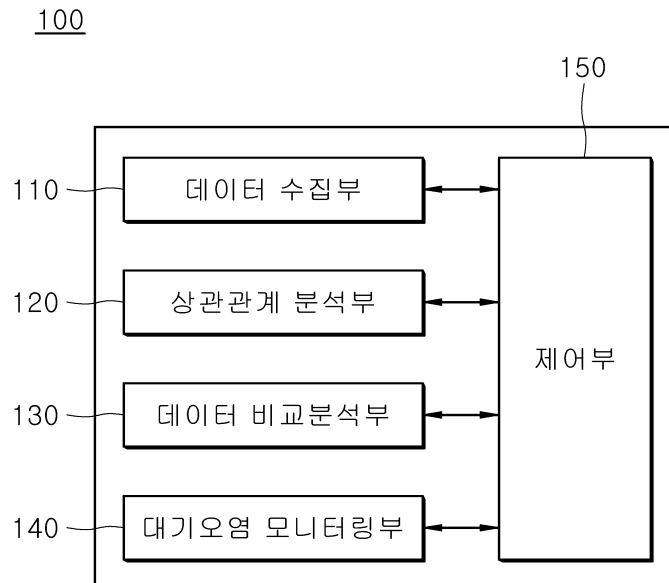 100
150
110 데이터 수집부
120 상관관계 분석부
제어부
130 데이터 비교분석부
140 대기오염 모니터링부